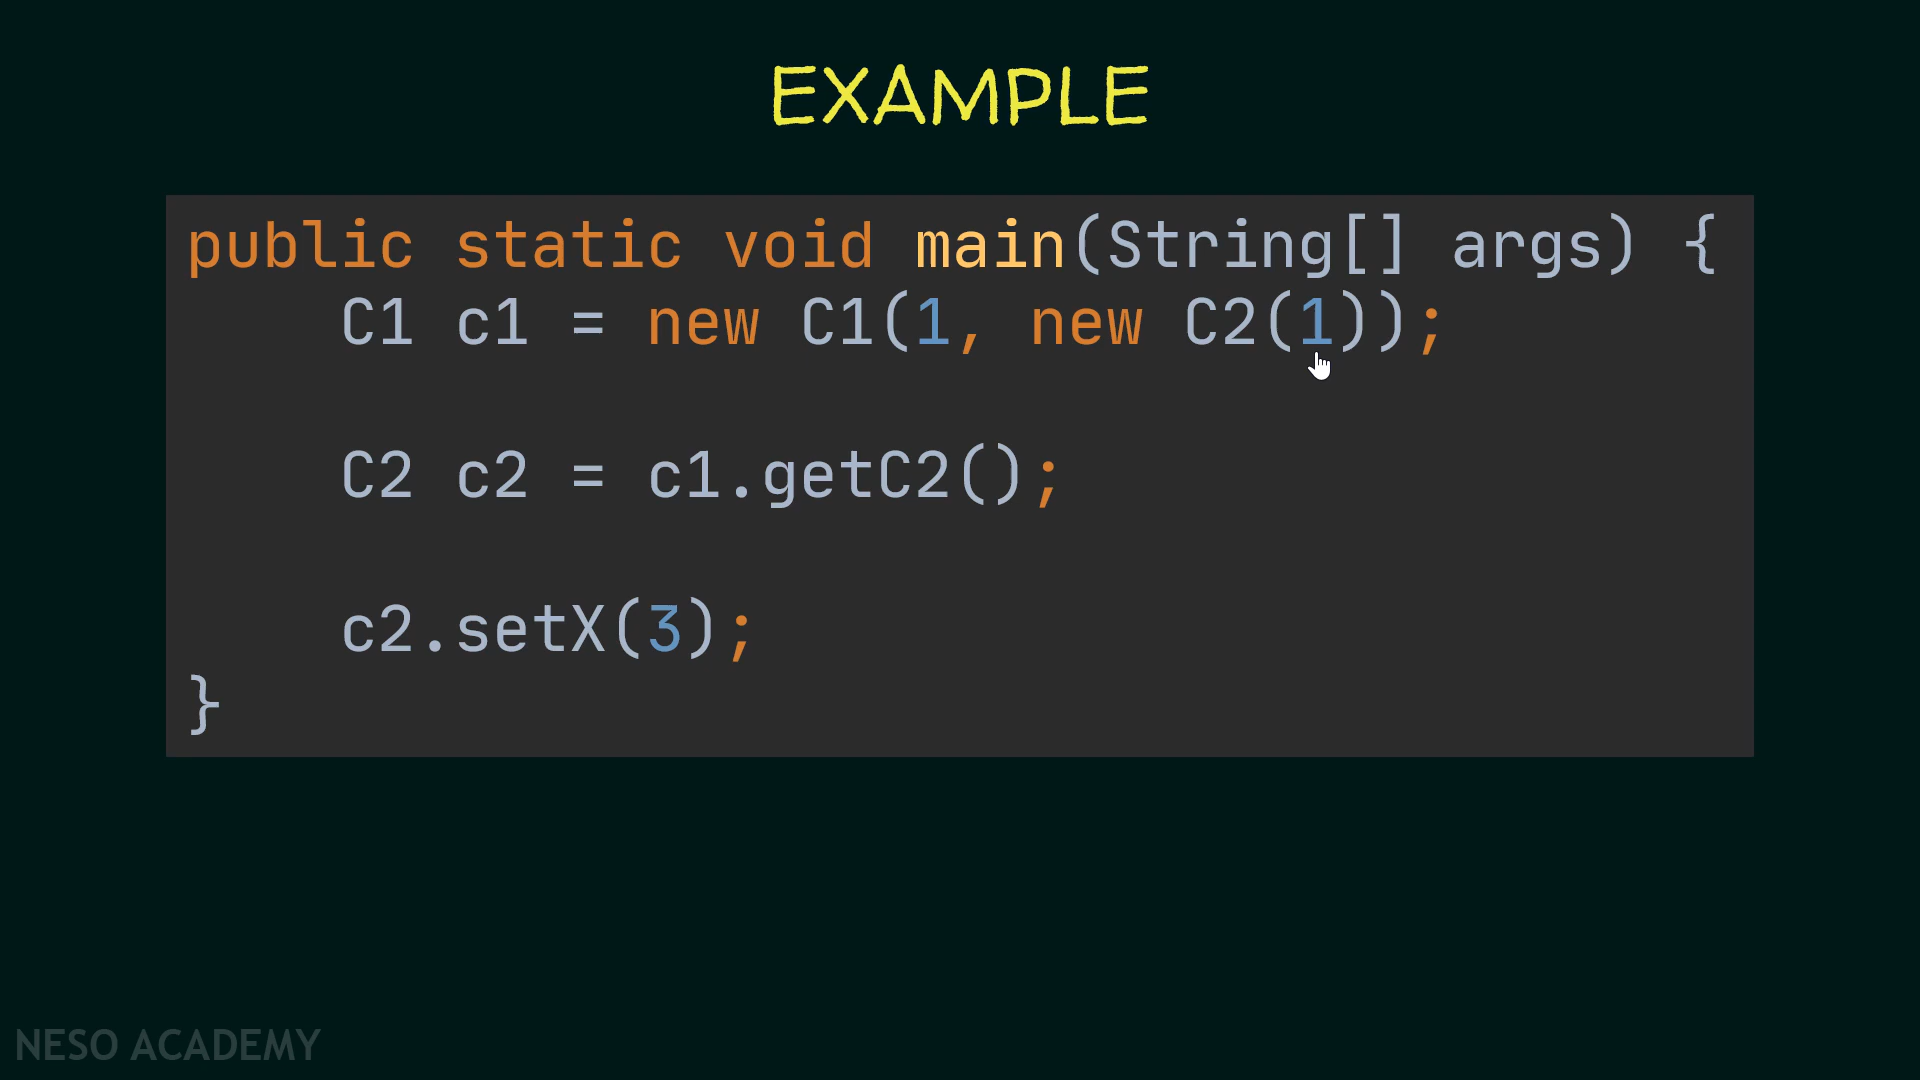 EXAMPLE
public static void main(String[] args) {
    C1 c1 = new C1(1, new C2(1));
    C2 c2 = c1.getC2();
    c2.setX(3);
}
NESO ACADEMY